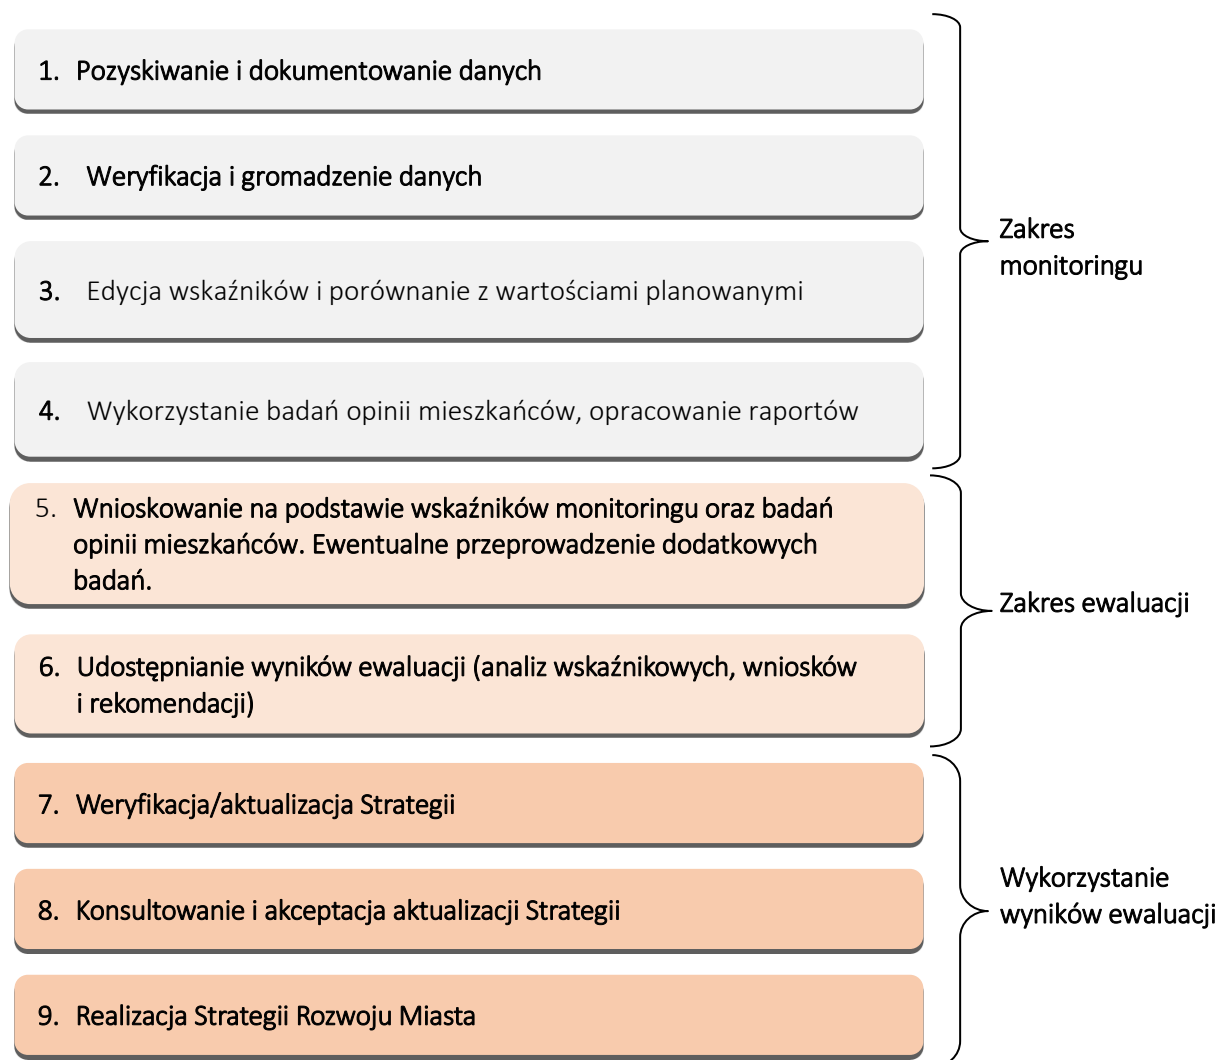 1. Pozyskiwanie i dokumentowanie danych
2. Weryfikacja i gromadzenie danych
3. Edycja wskaźników i porównanie z wartościami planowanymi
4. Wykorzystanie badań opinii mieszkańców, opracowanie raportów
Zakres
monitoringu
5. Wnioskowanie na podstawie wskaźników monitoringu oraz badań
opinii mieszkańców. Ewentualne przeprowadzenie dodatkowych
badań.
6. Udostępnianie wyników ewaluacji (analiz wskaźnikowych, wniosków
i rekomendacji)
Zakres ewaluacji
7. Weryfikacja/aktualizacja Strategii
8. Konsultowanie i akceptacja aktualizacji Strategii
9. Realizacja Strategii Rozwoju Miasta
Wykorzystanie
wyników ewaluacji